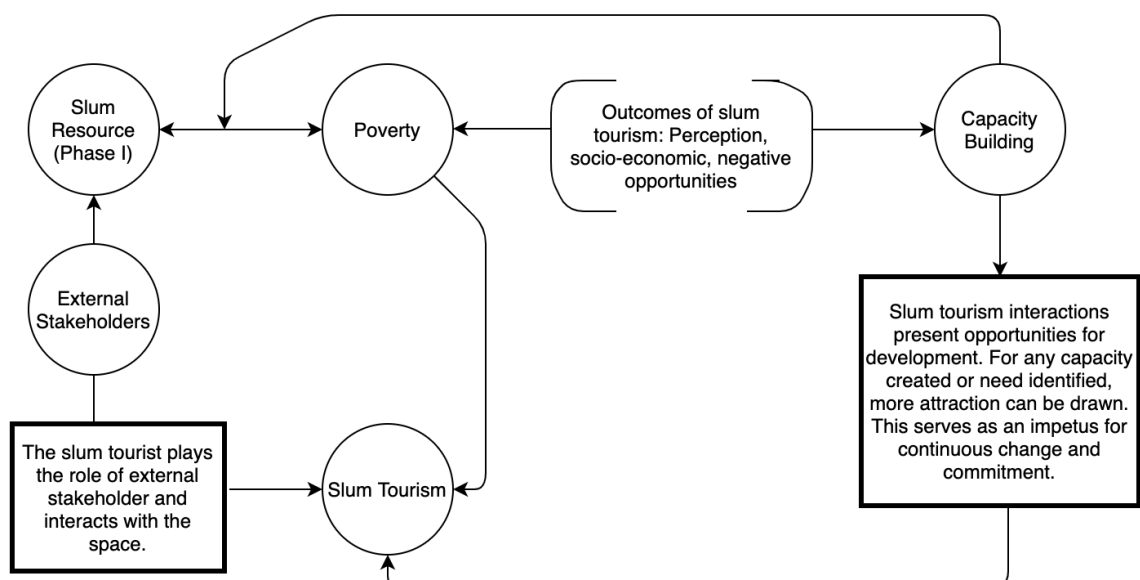 Slum
Resource
(Phase I)
Poverty
Outcomes of slum
tourism: Perception,
socio-economic, negative
opportunities
Capacity
Building
External
Stakeholders
Slum tourism interactions
present opportunities for
development. For any capacity
created or need identified,
more attraction can be drawn.
This serves as an impetus for
continuous change and
commitment.
The slum tourist plays
the role of external
stakeholder and
interacts with the
space.
Slum Tourism